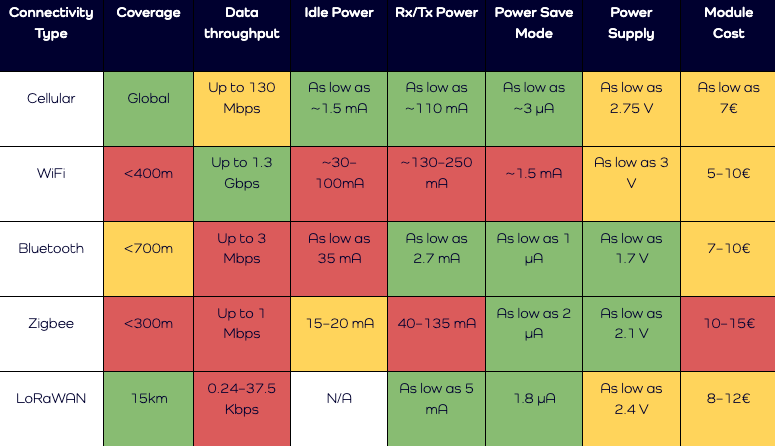 Connectivity Type | Coverage | Data throughput | Idle Power | Rx/Tx Power | Power Save Mode | Power Supply | Module Cost
Cellular | Global | Up to 130 Mbps | As low as ~1.5 mA | As low as ~110 mA | As low as ~3 µA | As low as 2.75 V | As low as 7€
WiFi | <400m | Up to 1.3 Gbps | ~30–100mA | ~130–250 mA | ~1.5 mA | As low as 3 V | 5–10€
Bluetooth | <700m | Up to 3 Mbps | As low as 35 mA | As low as 2.7 mA | As low as 1 µA | As low as 1.7 V | 7–10€
Zigbee | <300m | Up to 1 Mbps | 15–20 mA | 40–135 mA | As low as 2 µA | As low as 2.1 V | 10–15€
LoRaWAN | 15km | 0.24–37.5 Kbps | N/A | As low as 5 mA | 1.8 µA | As low as 2.4 V | 8–12€